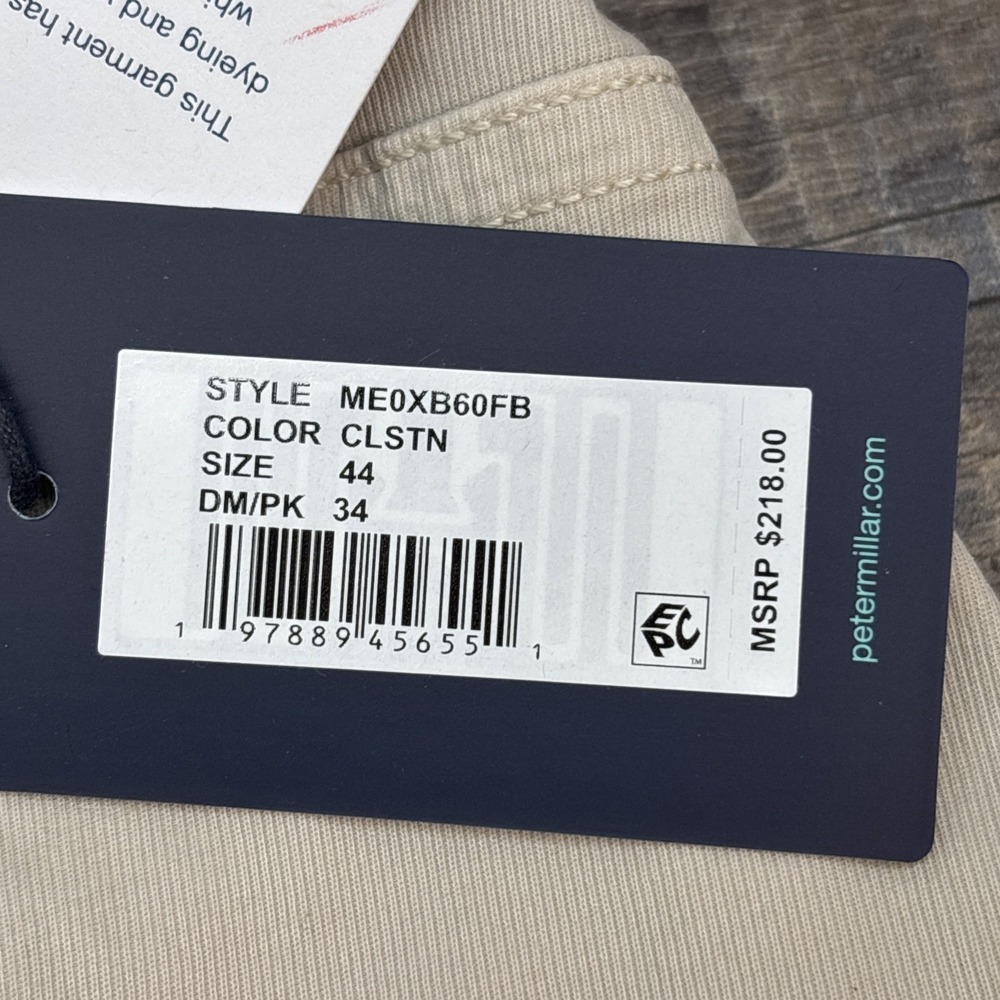 This garment has
dyeing and
STYLE ME0XB60FB
COLOR CLSTN
SIZE 44
DM/PK 34
1 97889 45655 1
EPC
TM
MSRP $218.00
petermillar.com